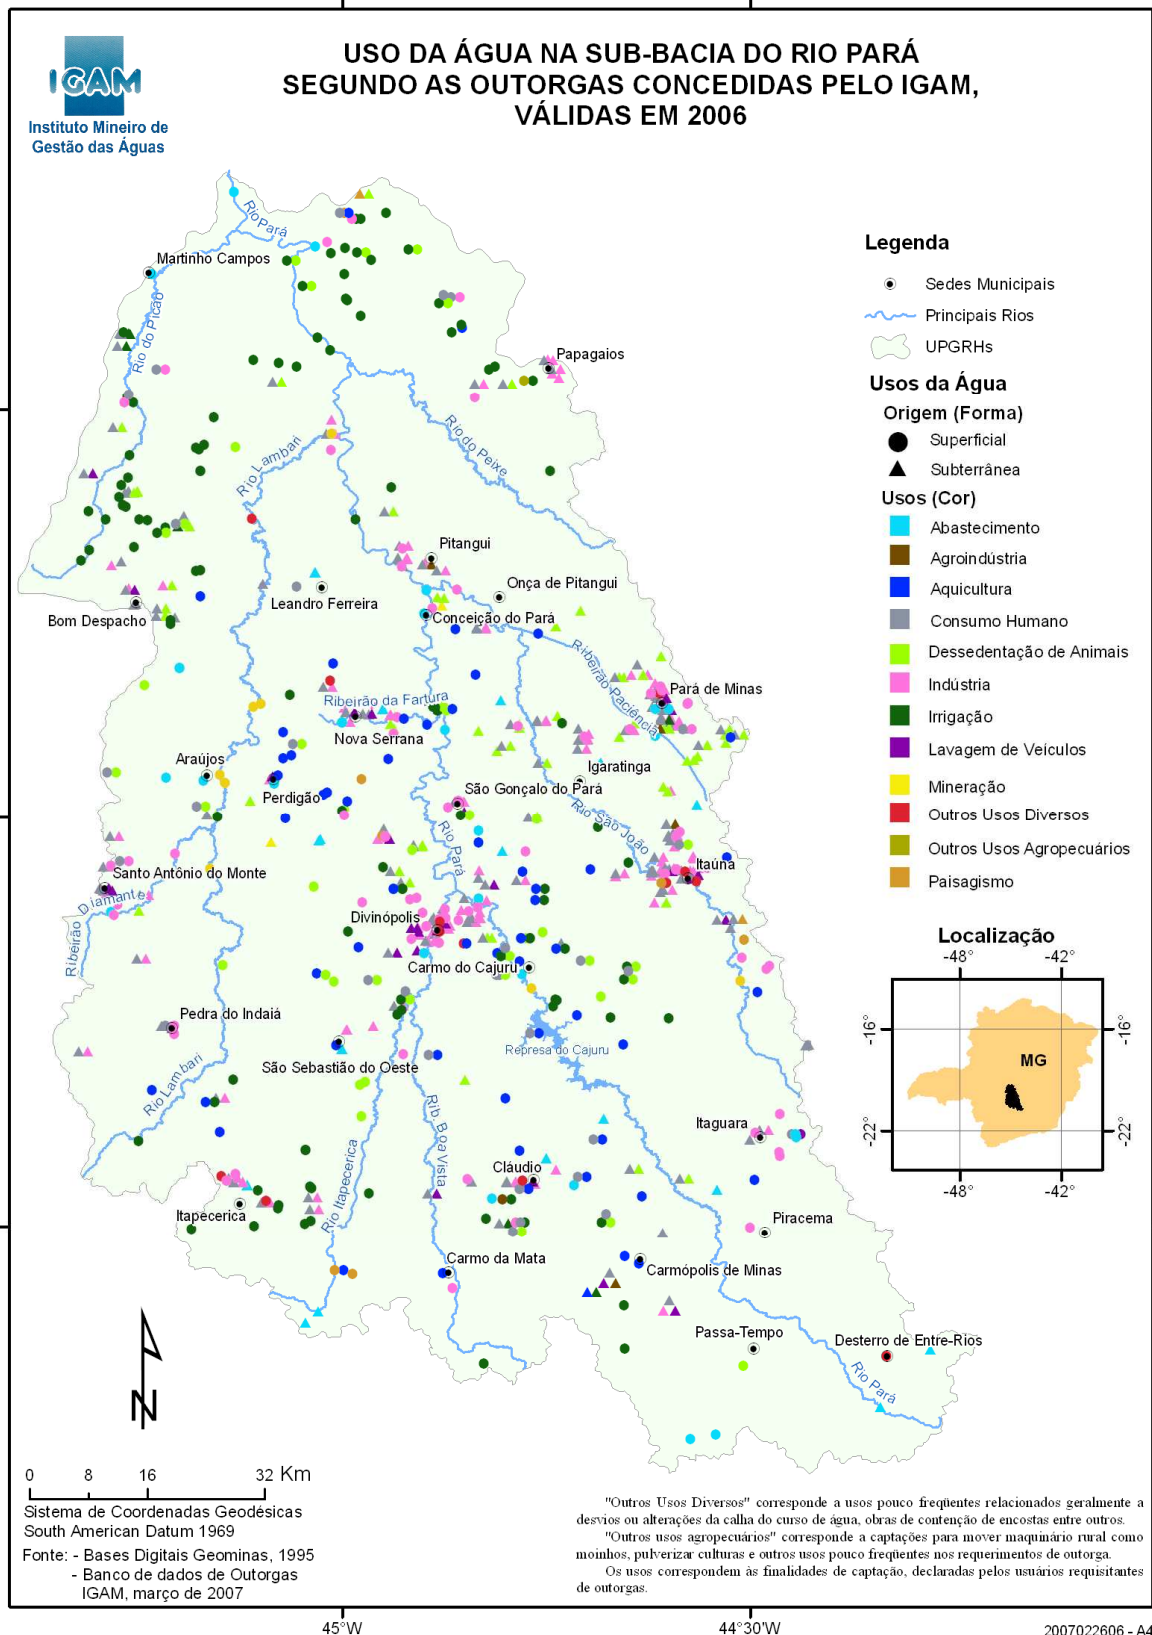 USO DA ÁGUA NA SUB-BACIA DO RIO PARÁ
SEGUNDO AS OUTORGAS CONCEDIDAS PELO IGAM,
VÁLIDAS EM 2006
IGAM
Instituto Mineiro de
Gestão das Águas
Rio Pará
Martinho Campos
Rio do Picão
Papagaios
Rio Lambari
Rio do Peixe
Pitangui
Onça de Pitangui
Leandro Ferreira
Conceição do Pará
Bom Despacho
Ribeirão Paciência
Pará de Minas
Ribeirão da Fartura
Nova Serrana
Araújos
Igaratinga
Perdigão
São Gonçalo do Pará
Rio São João
Rio Pará
Itaúna
Santo Antônio do Monte
Ribeirão Diamante
Divinópolis
Carmo do Cajuru
Pedra do Indaiá
Represa do Cajuru
São Sebastião do Oeste
Rio Lambari
Rib. Boa Vista
Itaguara
Rio Itapecerica
Cláudio
Itapecerica
Piracema
Carmo da Mata
Carmópolis de Minas
Passa-Tempo
Desterro de Entre-Rios
Rio Pará
Legenda
Sedes Municipais
Principais Rios
UPGRHs
Usos da Água
Origem (Forma)
Superficial
Subterrânea
Usos (Cor)
Abastecimento
Agroindústria
Aquicultura
Consumo Humano
Dessedentação de Animais
Indústria
Irrigação
Lavagem de Veículos
Mineração
Outros Usos Diversos
Outros Usos Agropecuários
Paisagismo
Localização
-48° -42°
-16° -16°
MG
-22° -22°
-48° -42°
N
0 8 16 32 Km
Sistema de Coordenadas Geodésicas
South American Datum 1969
Fonte: - Bases Digitais Geominas, 1995
- Banco de dados de Outorgas
IGAM, março de 2007
"Outros Usos Diversos" corresponde a usos pouco freqüentes relacionados geralmente a
desvios ou alterações da calha do curso de água, obras de contenção de encostas entre outros.
"Outros usos agropecuários" corresponde a captações para mover maquinário rural como
moinhos, pulverizar culturas e outros usos pouco freqüentes nos requerimentos de outorga.
Os usos correspondem às finalidades de captação, declaradas pelos usuários requisitantes
de outorgas.
45°W 44°30'W
2007022606 - A4